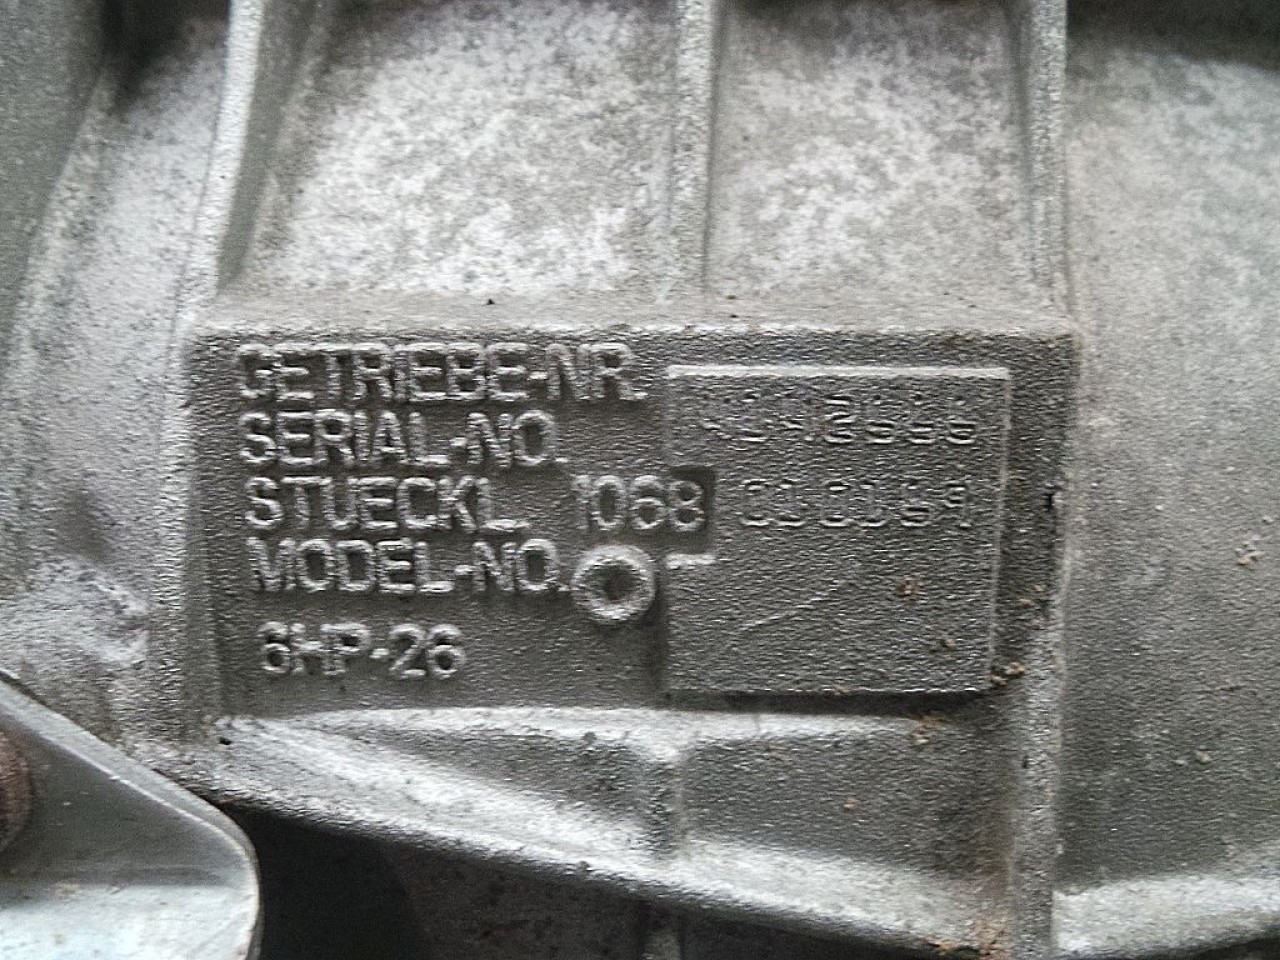 GETRIEBE-NR.
SERIAL-NO.
STUECKL. 1068
MODEL-NO.
6HP-26